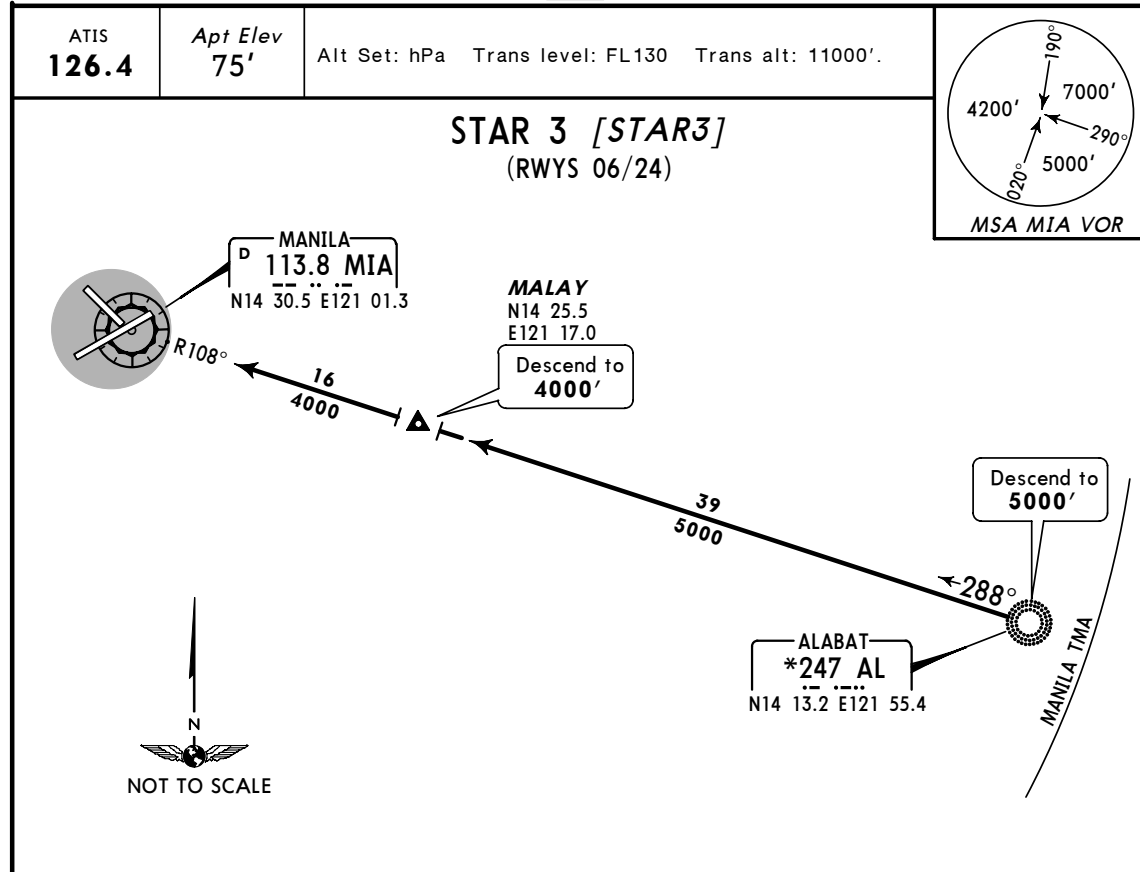 ATIS
126.4
Apt Elev
75'
Alt Set: hPa Trans level: FL130 Trans alt: 11000'.
190°
4200'
7000'
290°
020°
5000'
MSA MIA VOR
STAR 3 [STAR3]
(RWYS 06/24)
MANILA
D 113.8 MIA
N14 30.5 E121 01.3
MALAY
N14 25.5
E121 17.0
Descend to
4000'
R108°
16
4000
39
5000
Descend to
5000'
288°
ALABAT
*247 AL
N14 13.2 E121 55.4
MANILA TMA
N
NOT TO SCALE